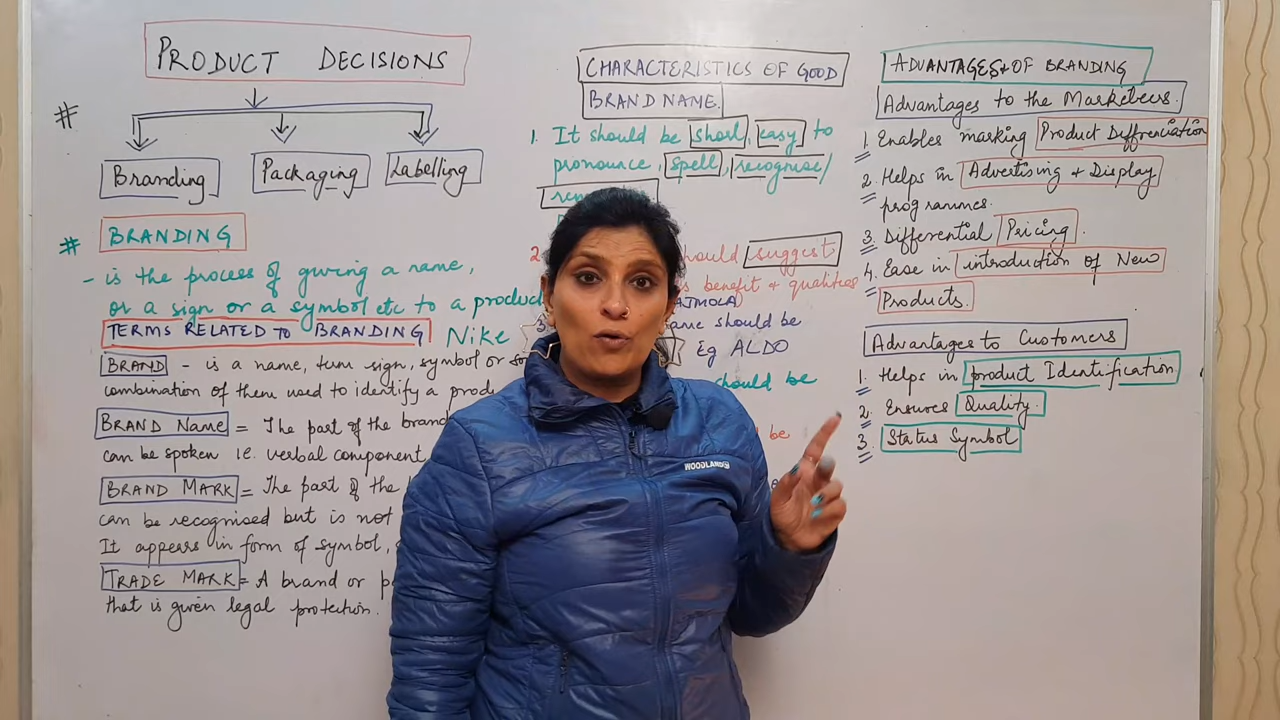 PRODUCT DECISIONS
#
Branding
Packaging
Labelling
# BRANDING
- is the process of giving a name,
or a sign or a symbol etc to a product
TERMS RELATED TO BRANDING Nike
BRAND - is a name, term sign, symbol or
combination of them used to identify a
BRAND NAME = The part of the brand
can be spoken i.e. verbal component
BRAND MARK = The part of the
can be recognised but is not
It appears in form of symbol,
TRADE MARK = A brand or
that is given legal protection.
CHARACTERISTICS OF GOOD
BRAND NAME.
1. It should be short, easy to
pronounce, spell, recognise/
2. should suggest
benefit & qualities
3. should be
Eg ALDO
should be
be
ADVANTAGES OF BRANDING
Advantages to the Marketeers.
1. Enables marking Product Diffrenciation
2. Helps in Advertising & Display
programmes.
3. Differential Pricing.
4. Ease in introduction of New
Products.
Advantages to Customers
1. Helps in product Identification
2. Ensures Quality.
3. Status Symbol
WOODLAND